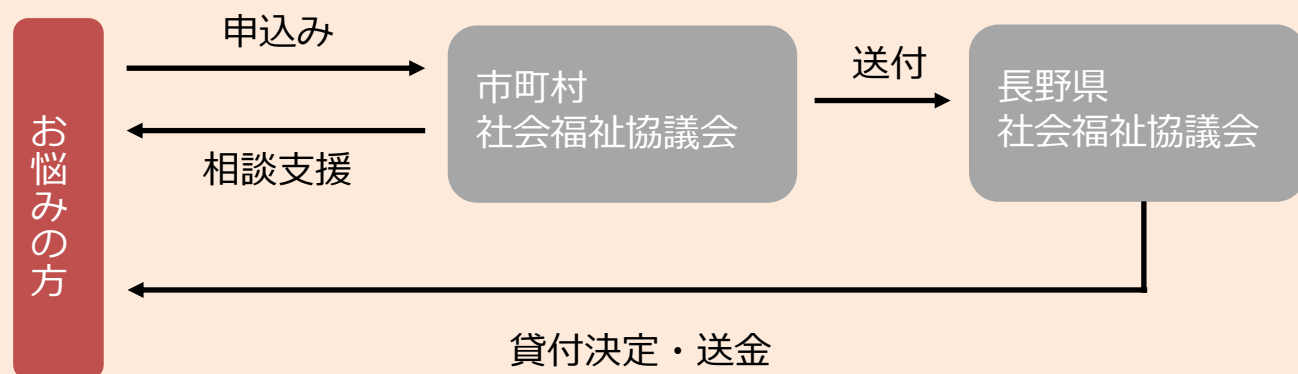 申込み
お悩みの方
市町村
社会福祉協議会
送付
長野県
社会福祉協議会
相談支援
貸付決定・送金